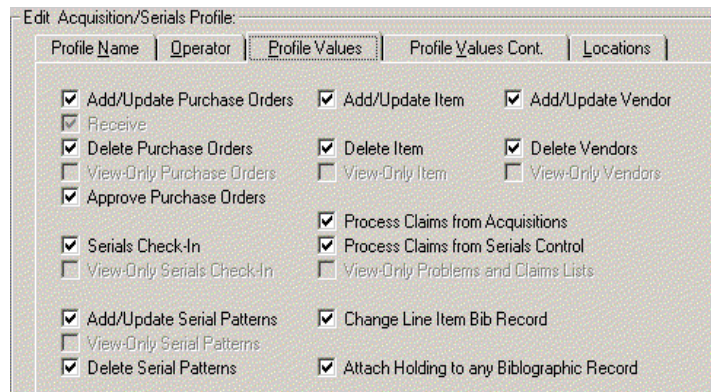 Edit Acquisition/Serials Profile:
Profile Name Operator Profile Values Profile Values Cont. Locations
Add/Update Purchase Orders Add/Update Item Add/Update Vendor
Receive
Delete Purchase Orders Delete Item Delete Vendors
View-Only Purchase Orders View-Only Item View-Only Vendors
Approve Purchase Orders
Process Claims from Acquisitions
Serials Check-In Process Claims from Serials Control
View-Only Serials Check-In View-Only Problems and Claims Lists
Add/Update Serial Patterns Change Line Item Bib Record
View-Only Serial Patterns
Delete Serial Patterns Attach Holding to any Biblographic Record